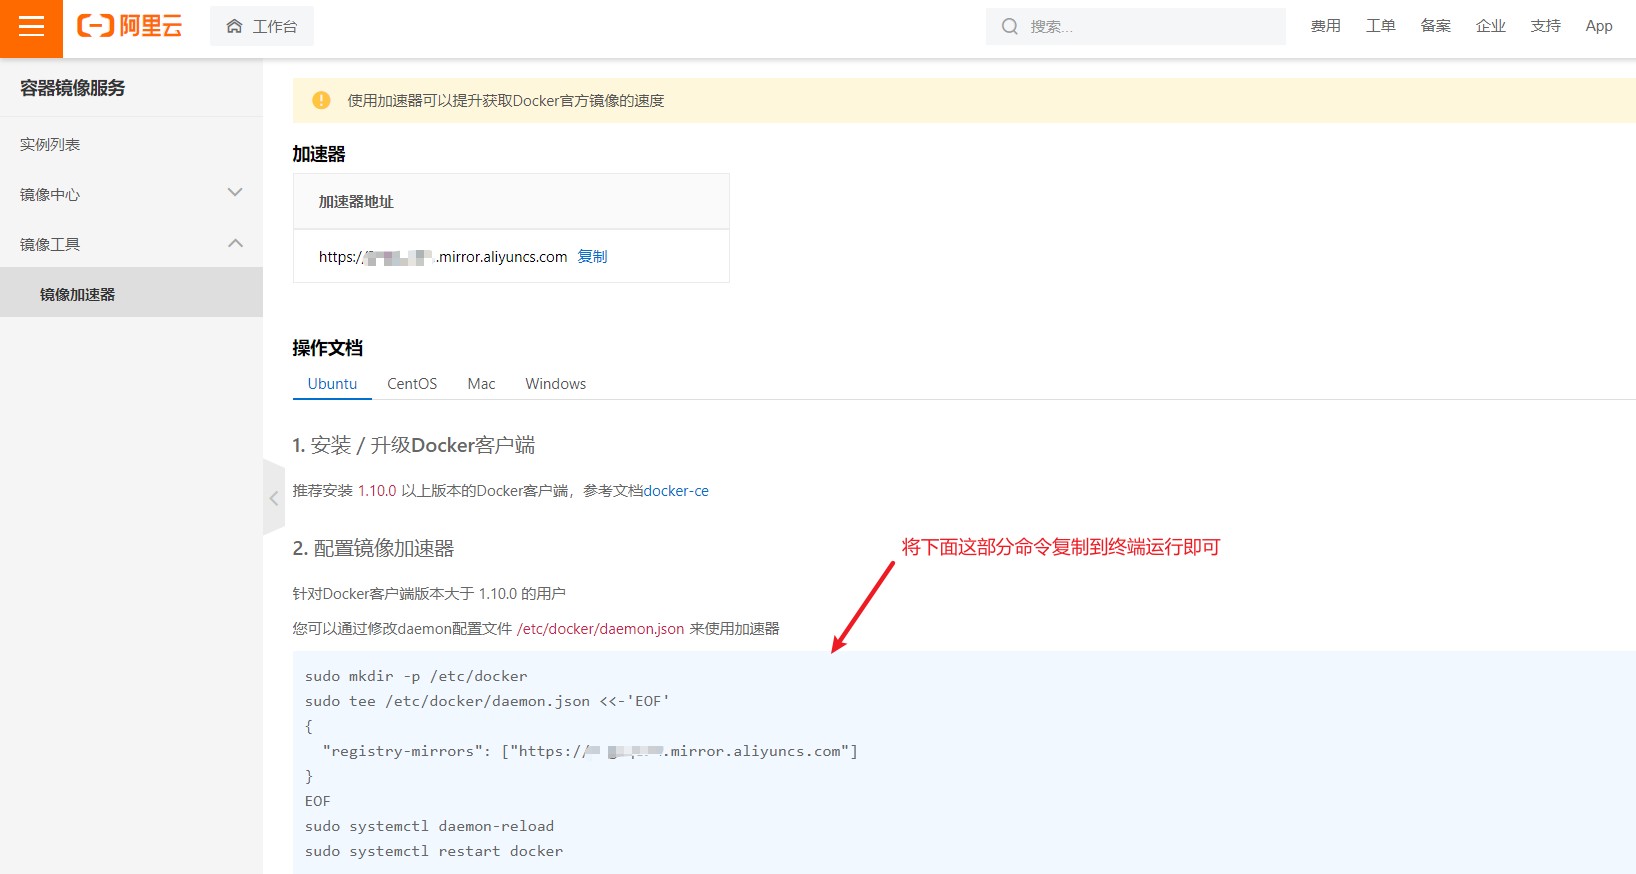 阿里云
工作台
搜索...
费用
工单
备案
企业
支持
App
容器镜像服务
实例列表
镜像中心
镜像工具
镜像加速器
使用加速器可以提升获取Docker官方镜像的速度
加速器
加速器地址
https:// .mirror.aliyuncs.com 复制
操作文档
Ubuntu CentOS Mac Windows
1. 安装 / 升级Docker客户端
推荐安装 1.10.0 以上版本的Docker客户端，参考文档docker-ce
2. 配置镜像加速器
将下面这部分命令复制到终端运行即可
针对Docker客户端版本大于 1.10.0 的用户
您可以通过修改daemon配置文件 /etc/docker/daemon.json 来使用加速器
sudo mkdir -p /etc/docker
sudo tee /etc/docker/daemon.json <<-'EOF'
{
"registry-mirrors": ["https:// .mirror.aliyuncs.com"]
}
EOF
sudo systemctl daemon-reload
sudo systemctl restart docker